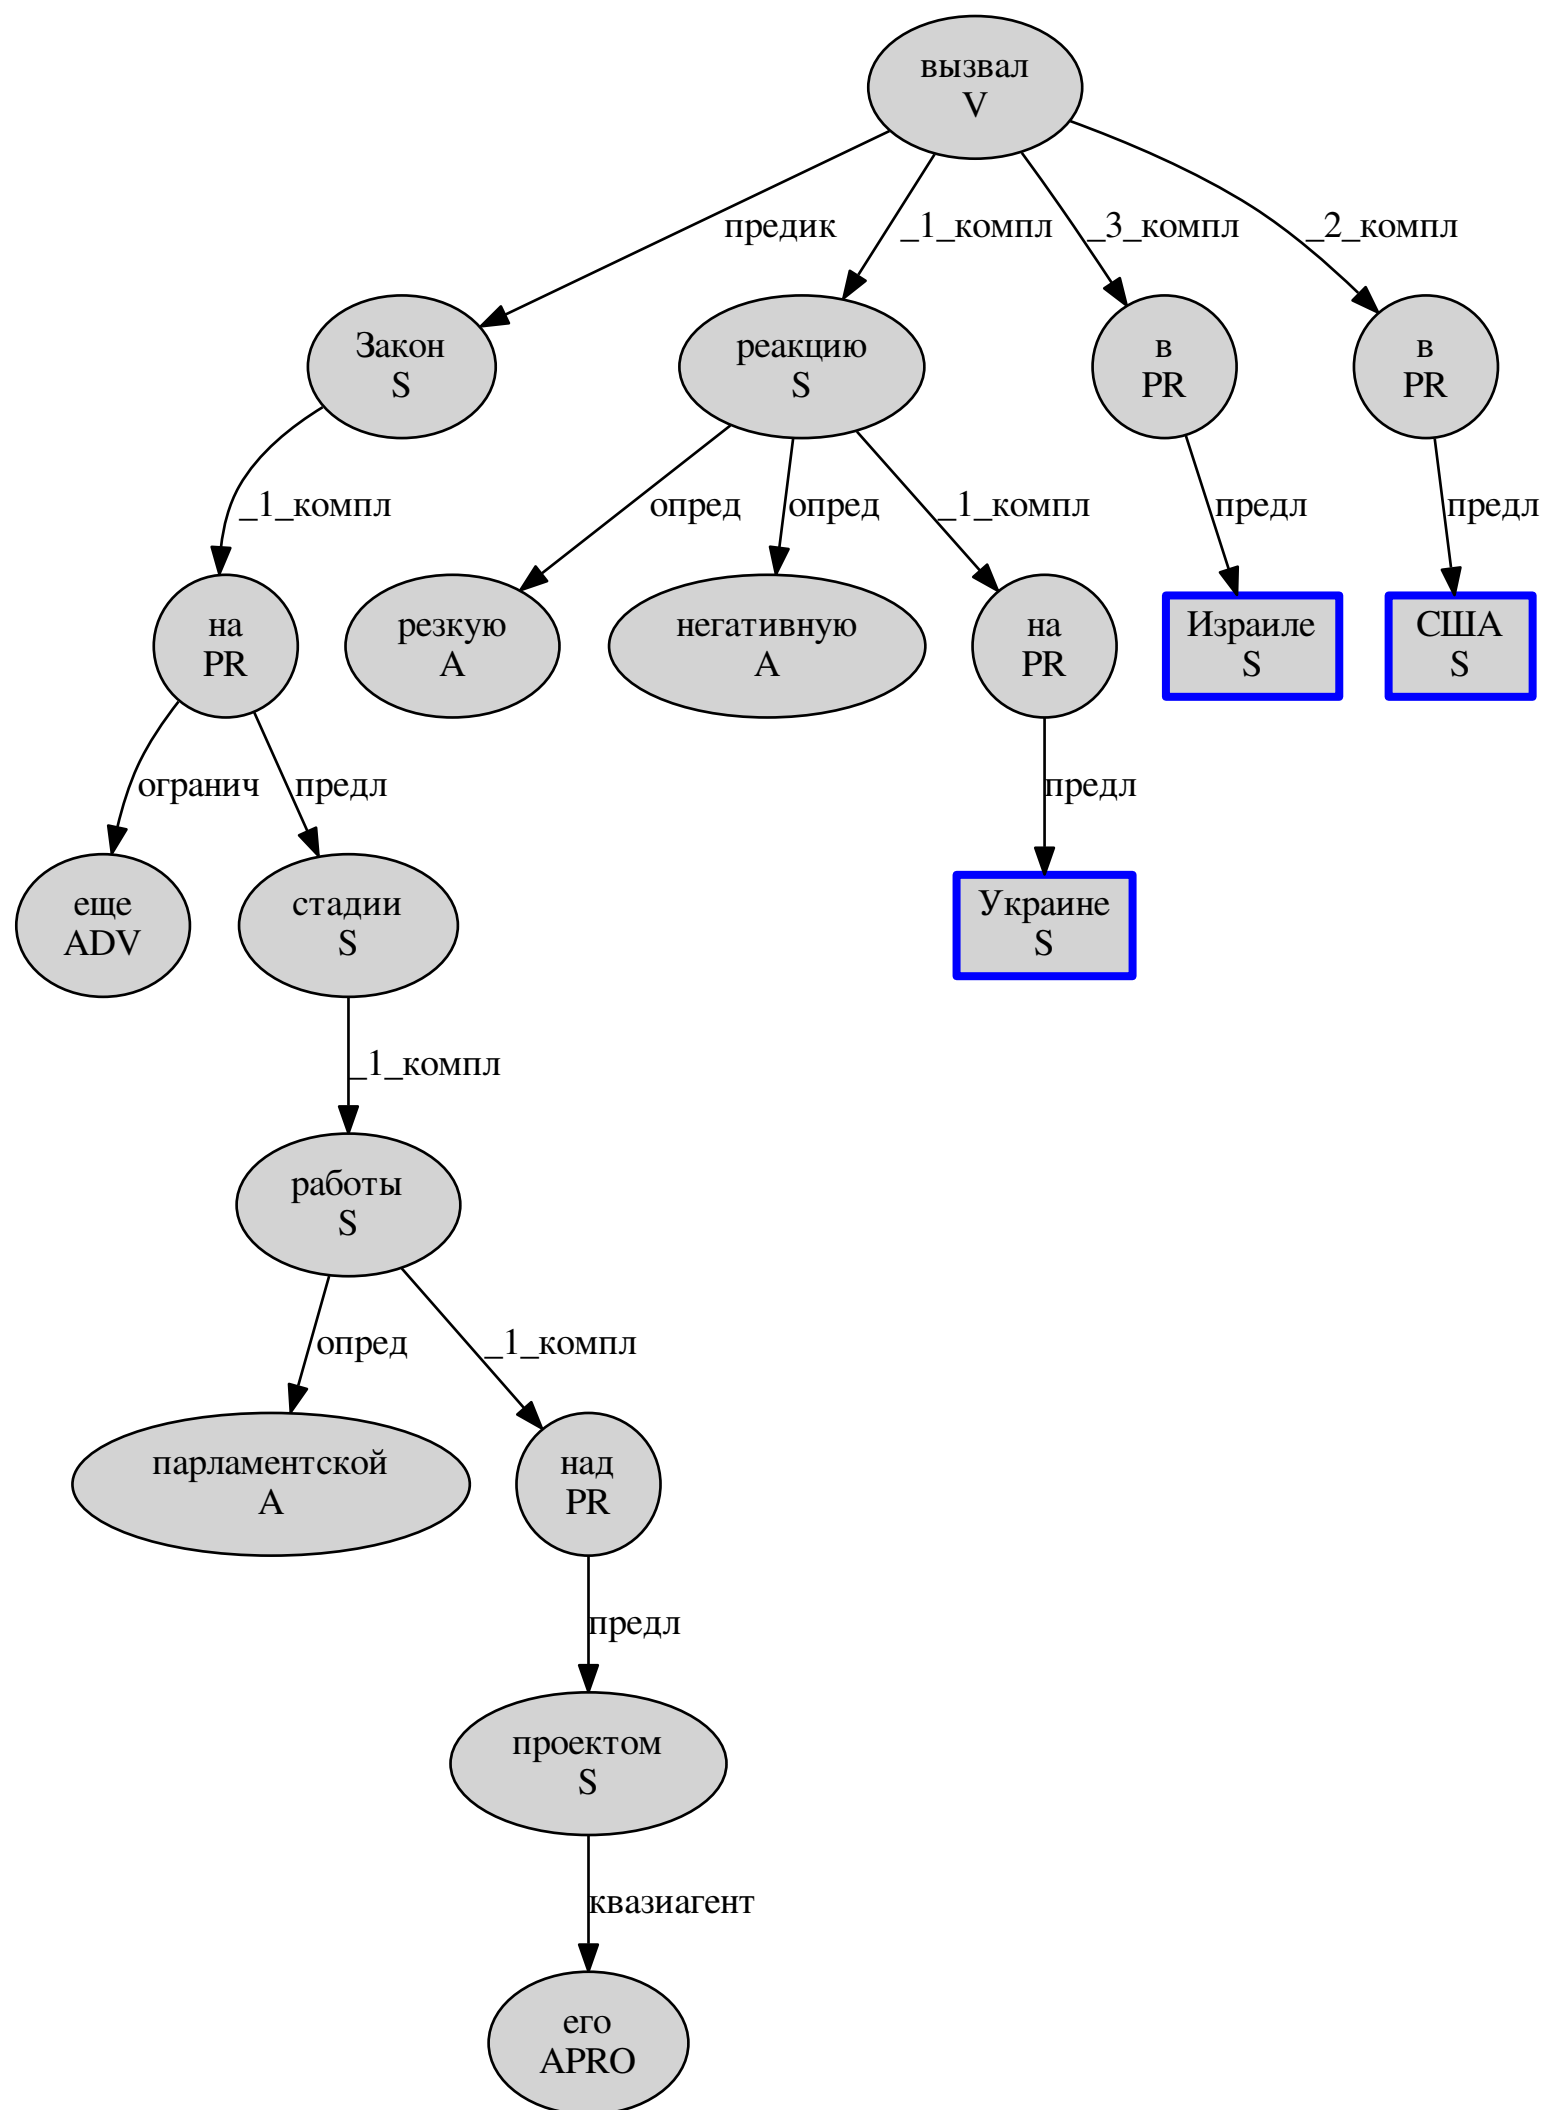 вызвал
V
предик
_1_компл
_3_компл
_2_компл
Закон
S
реакцию
S
в
PR
в
PR
_1_компл
опред
опред
_1_компл
предл
предл
на
PR
резкую
A
негативную
A
на
PR
Израиле
S
США
S
огранич
предл
предл
еще
ADV
стадии
S
Украине
S
_1_компл
работы
S
опред
_1_компл
парламентской
A
над
PR
предл
проектом
S
квазиагент
его
APRO